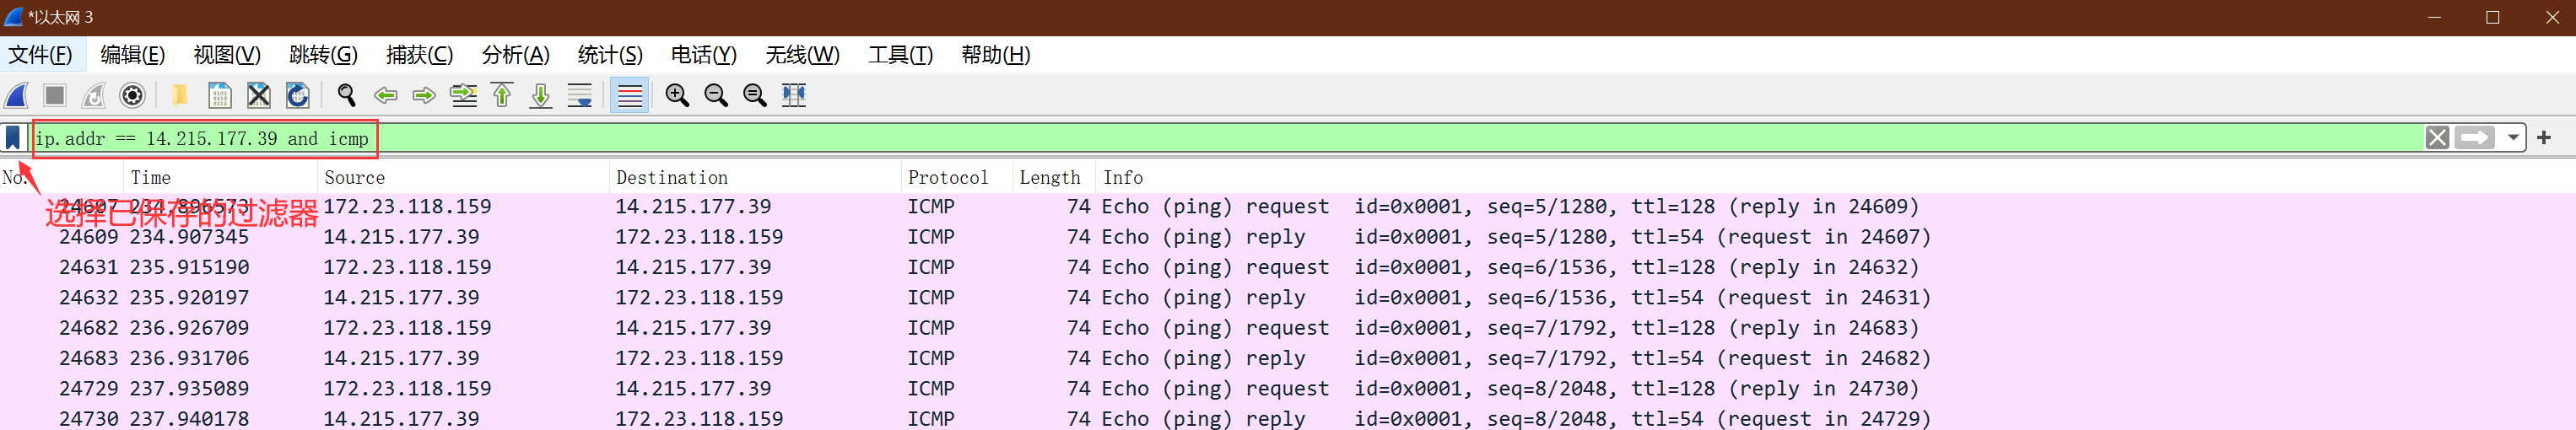 *以太网 3
文件(F) 编辑(E) 视图(V) 跳转(G) 捕获(C) 分析(A) 统计(S) 电话(Y) 无线(W) 工具(T) 帮助(H)
ip.addr == 14.215.177.39 and icmp
No. Time Source Destination Protocol Length Info
选择已保存的过滤器
24607 234.896573 172.23.118.159 14.215.177.39 ICMP 74 Echo (ping) request id=0x0001, seq=5/1280, ttl=128 (reply in 24609)
24609 234.907345 14.215.177.39 172.23.118.159 ICMP 74 Echo (ping) reply id=0x0001, seq=5/1280, ttl=54 (request in 24607)
24631 235.915190 172.23.118.159 14.215.177.39 ICMP 74 Echo (ping) request id=0x0001, seq=6/1536, ttl=128 (reply in 24632)
24632 235.920197 14.215.177.39 172.23.118.159 ICMP 74 Echo (ping) reply id=0x0001, seq=6/1536, ttl=54 (request in 24631)
24682 236.926709 172.23.118.159 14.215.177.39 ICMP 74 Echo (ping) request id=0x0001, seq=7/1792, ttl=128 (reply in 24683)
24683 236.931706 14.215.177.39 172.23.118.159 ICMP 74 Echo (ping) reply id=0x0001, seq=7/1792, ttl=54 (request in 24682)
24729 237.935089 172.23.118.159 14.215.177.39 ICMP 74 Echo (ping) request id=0x0001, seq=8/2048, ttl=128 (reply in 24730)
24730 237.940178 14.215.177.39 172.23.118.159 ICMP 74 Echo (ping) reply id=0x0001, seq=8/2048, ttl=54 (request in 24729)